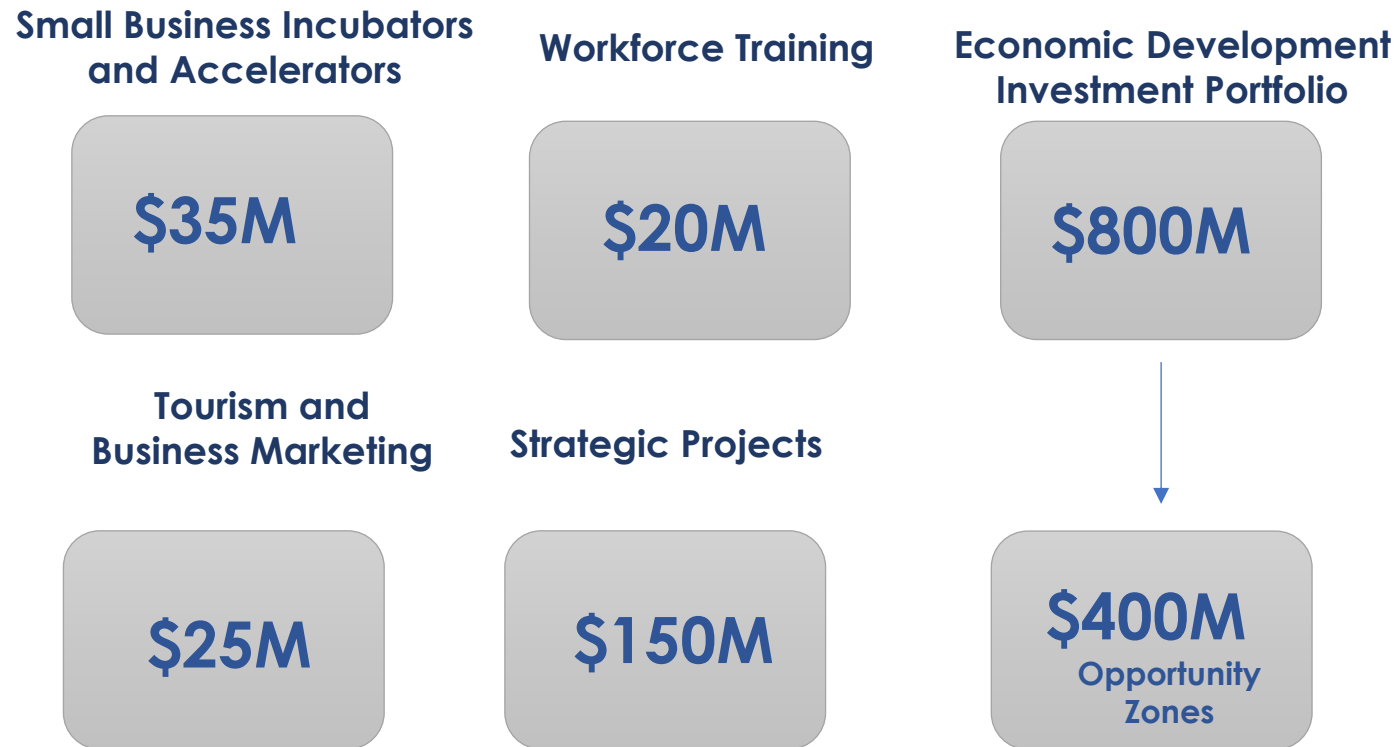 Small Business Incubators
and Accelerators
$35M
Workforce Training
$20M
Economic Development
Investment Portfolio
$800M
Tourism and
Business Marketing
$25M
Strategic Projects
$150M
$400M
Opportunity
Zones